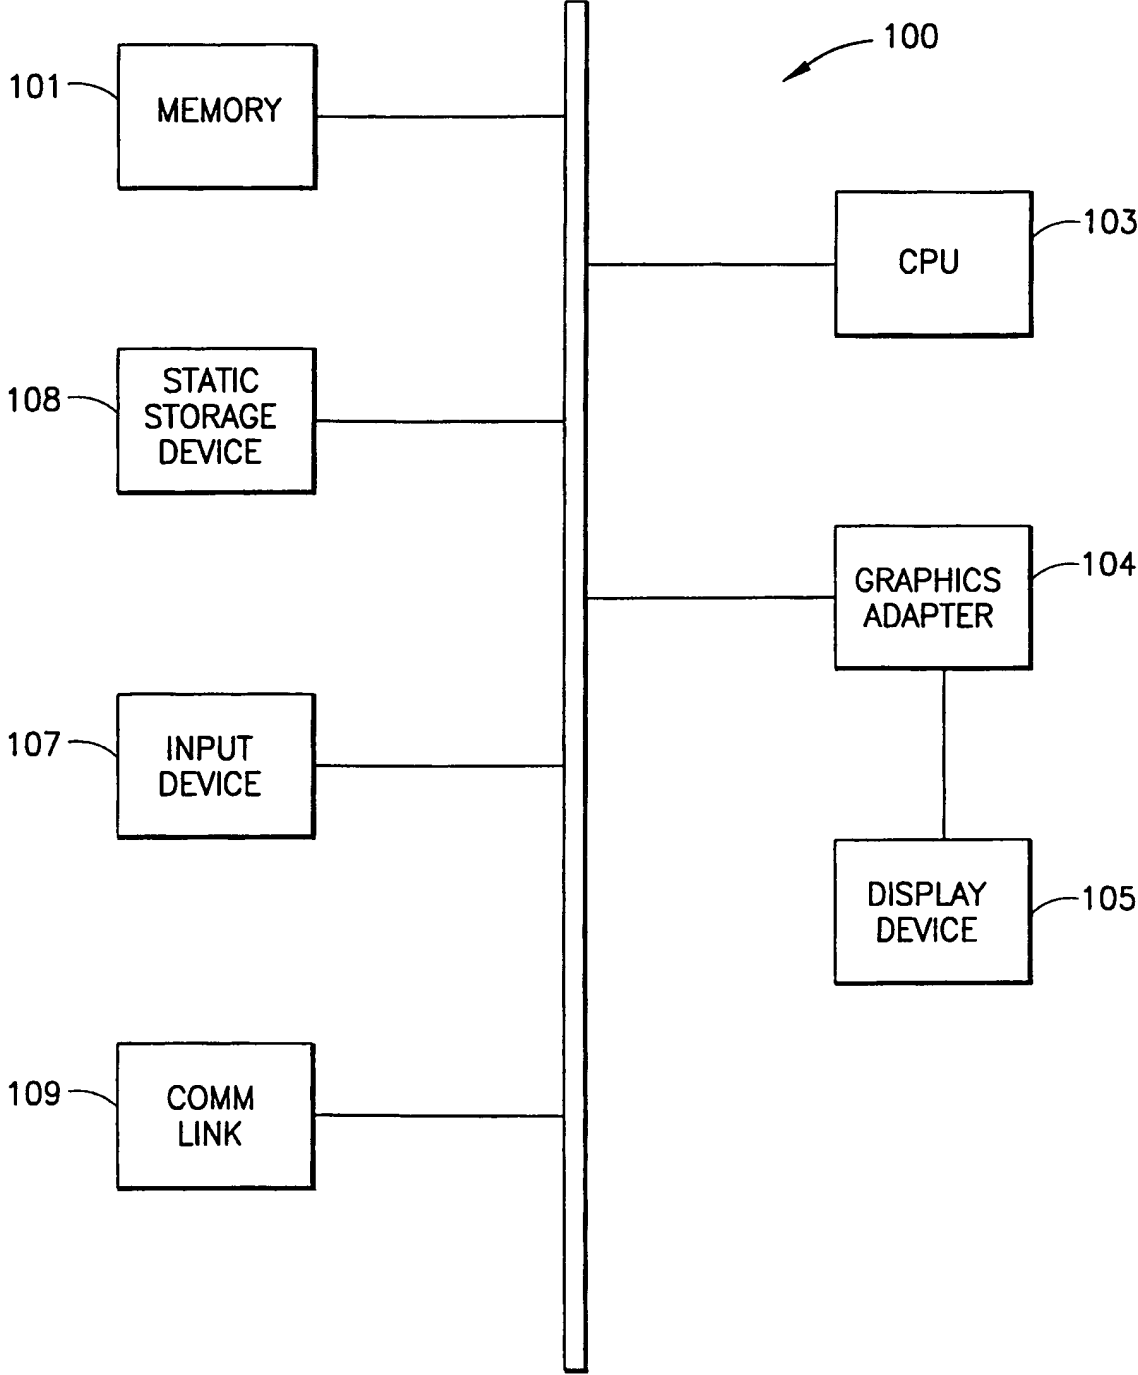 100
101
MEMORY
103
CPU
108
STATIC
STORAGE
DEVICE
104
GRAPHICS
ADAPTER
107
INPUT
DEVICE
105
DISPLAY
DEVICE
109
COMM
LINK